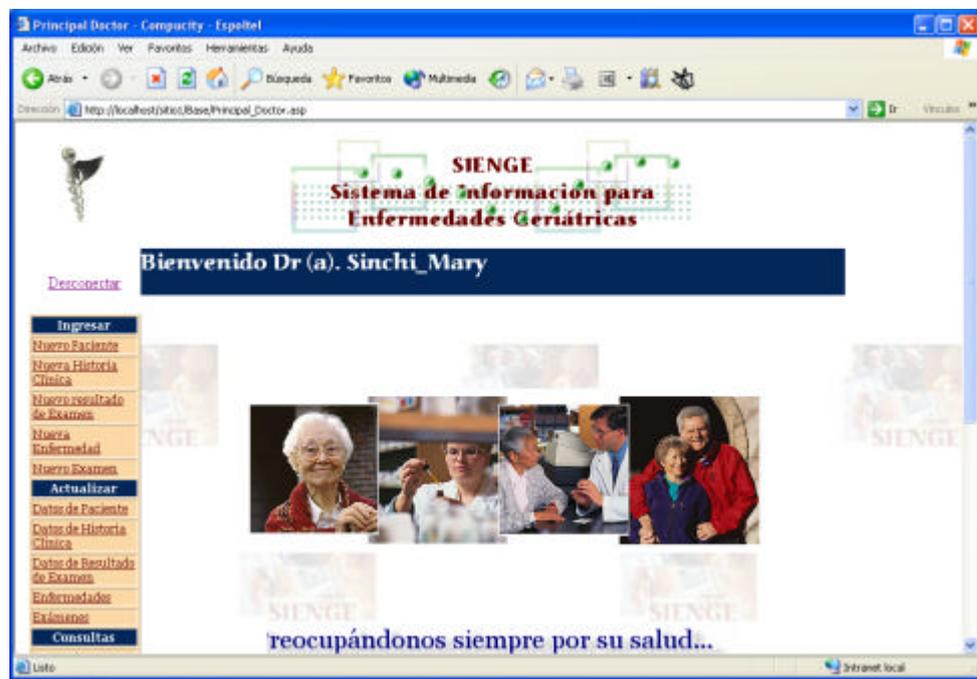 Principal Doctor - Compucity - Espoltel
Archivo Edición Ver Favoritos Herramientas Ayuda
Atrás Búsqueda Favoritos Multimedia
Dirección http://localhost/sitio1/Base/Principal_Doctor.asp Ir Vínculos
SIENGE
Sistema de Información para
Enfermedades Geriátricas
Bienvenido Dr (a). Sinchi_Mary
Desconectar
Ingresar
Nuevo Paciente
Nueva Historia
Clínica
Nuevo resultado
de Examen
Nueva
Enfermedad
Nuevo Examen
Actualizar
Datos de Paciente
Datos de Historia
Clínica
Datos de Resultado
de Examen
Enfermedades
Exámenes
Consultas
SIENGE
SIENGE
SIENGE
reocupándonos siempre por su salud...
Listo
Intranet local